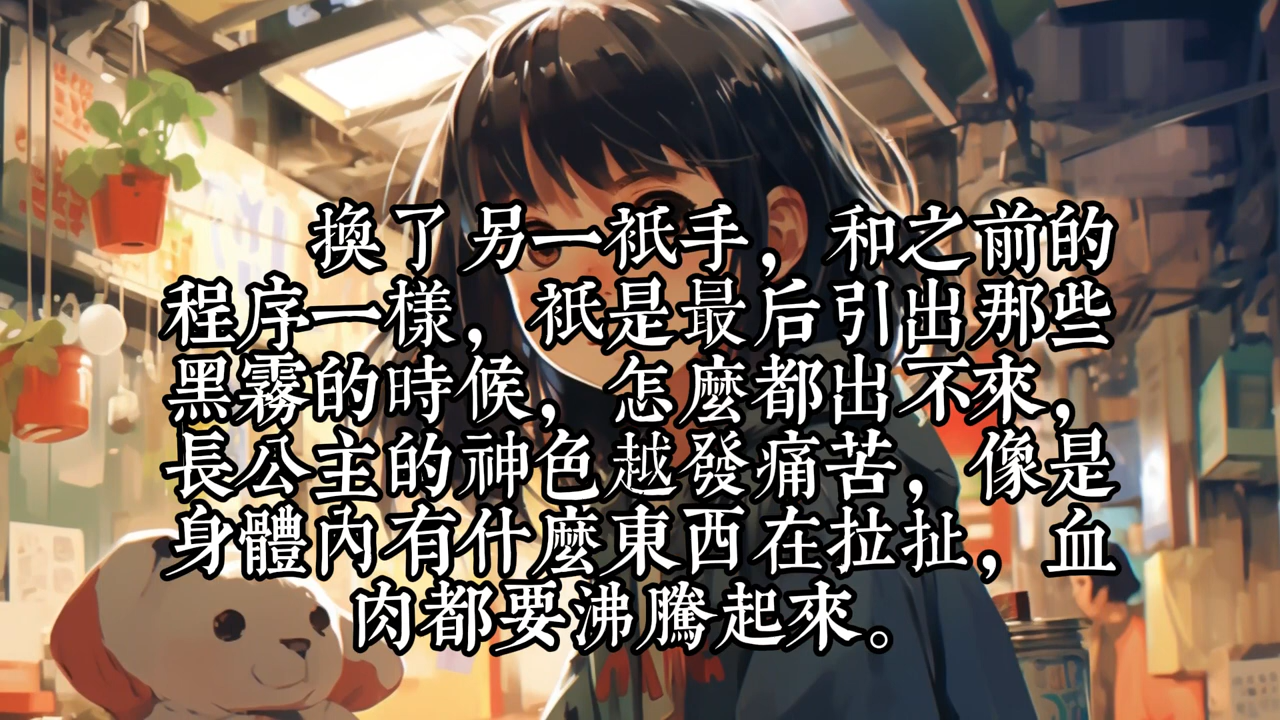 換了另一祇手，和之前的
程序一樣，祇是最后引出那些
黑霧的時候，怎麼都出不來，
長公主的神色越發痛苦，像是
身體內有什麼東西在拉扯，血
肉都要沸騰起來。